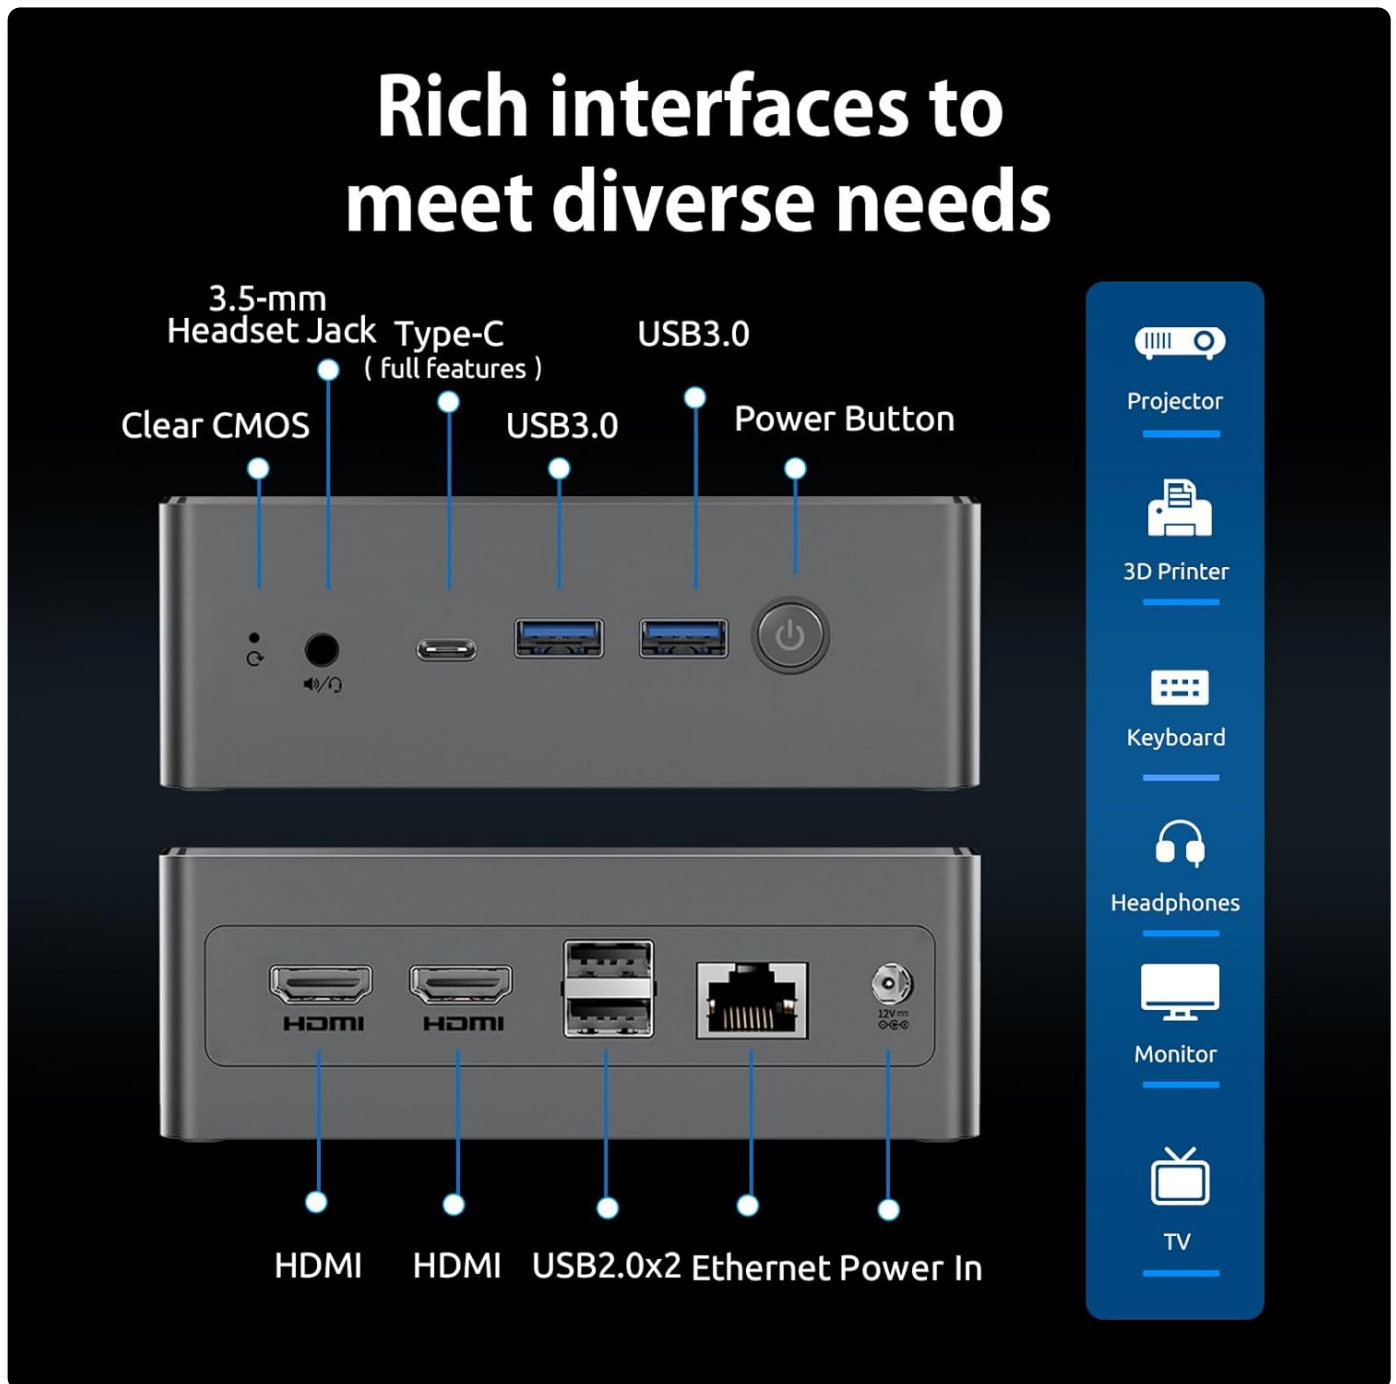 Rich interfaces to
meet diverse needs
3.5-mm
Headset Jack
Type-C
( full features )
USB3.0
Clear CMOS
USB3.0
Power Button
HDMI
HDMI
12V
HDMI
HDMI
USB2.0x2
Ethernet
Power In
Projector
3D Printer
Keyboard
Headphones
Monitor
TV